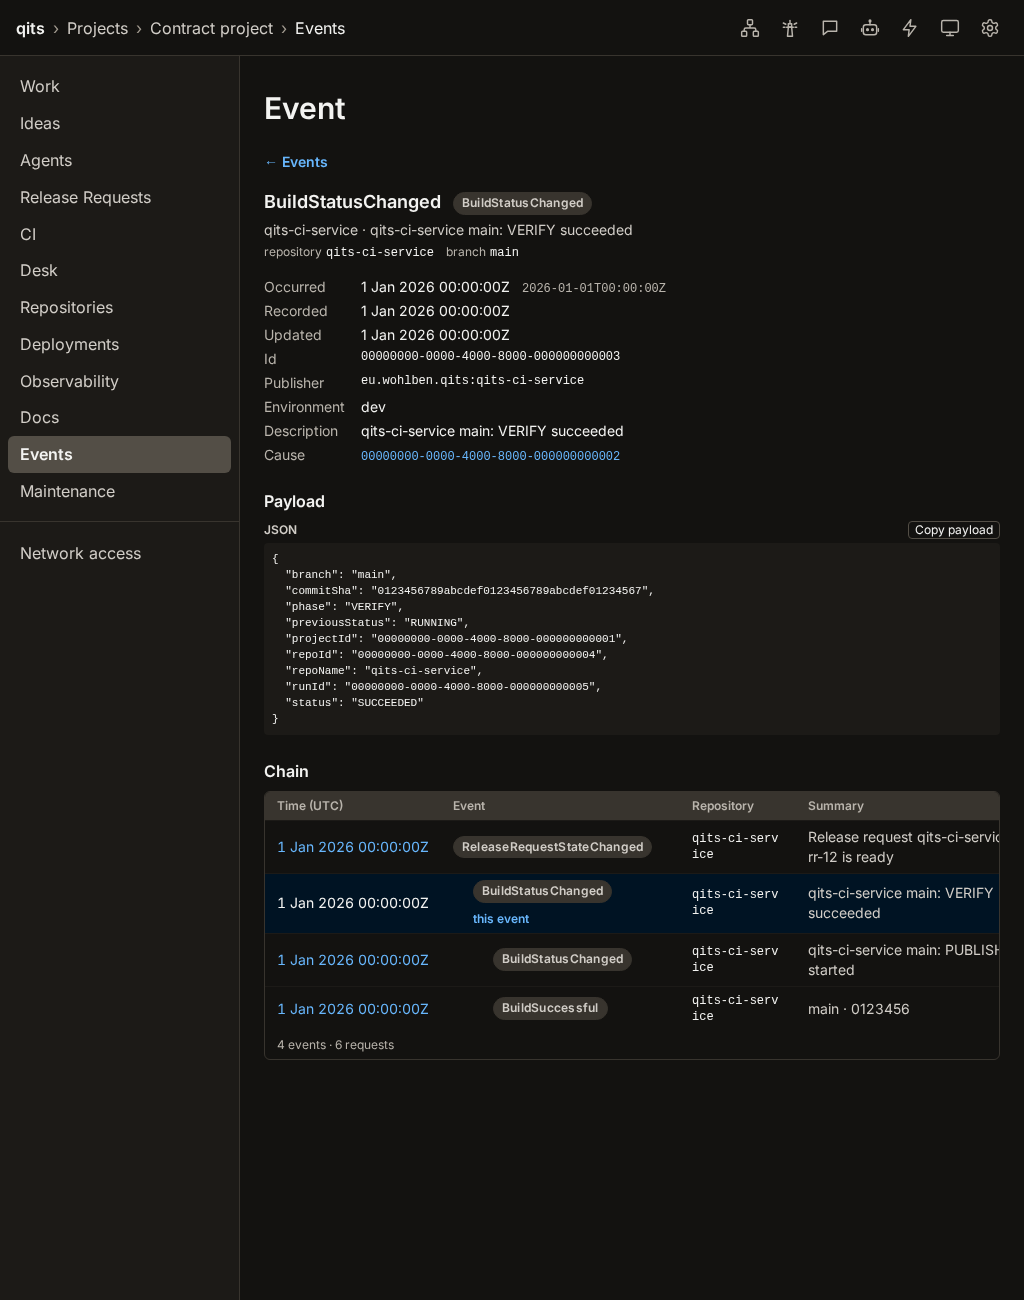 qits › Projects › Contract project › Events
Work
Ideas
Agents
Release Requests
CI
Desk
Repositories
Deployments
Observability
Docs
Events
Maintenance
Network access
Event
← Events
BuildStatusChanged BuildStatusChanged
qits-ci-service · qits-ci-service main: VERIFY succeeded
repository qits-ci-service branch main
Occurred 1 Jan 2026 00:00:00Z 2026-01-01T00:00:00Z
Recorded 1 Jan 2026 00:00:00Z
Updated 1 Jan 2026 00:00:00Z
Id 00000000-0000-4000-8000-000000000003
Publisher eu.wohlben.qits:qits-ci-service
Environment dev
Description qits-ci-service main: VERIFY succeeded
Cause 00000000-0000-4000-8000-000000000002
Payload
JSON Copy payload
{
"branch": "main",
"commitSha": "0123456789abcdef0123456789abcdef01234567",
"phase": "VERIFY",
"previousStatus": "RUNNING",
"projectId": "00000000-0000-4000-8000-000000000001",
"repoId": "00000000-0000-4000-8000-000000000004",
"repoName": "qits-ci-service",
"runId": "00000000-0000-4000-8000-000000000005",
"status": "SUCCEEDED"
}
Chain
Time (UTC) Event Repository Summary
1 Jan 2026 00:00:00Z ReleaseRequestStateChanged qits-ci-serv Release request qits-ci-servic
ice rr-12 is ready
1 Jan 2026 00:00:00Z BuildStatusChanged qits-ci-serv qits-ci-service main: VERIFY
this event ice succeeded
1 Jan 2026 00:00:00Z BuildStatusChanged qits-ci-serv qits-ci-service main: PUBLISH
ice started
1 Jan 2026 00:00:00Z BuildSuccessful qits-ci-serv main · 0123456
ice
4 events · 6 requests